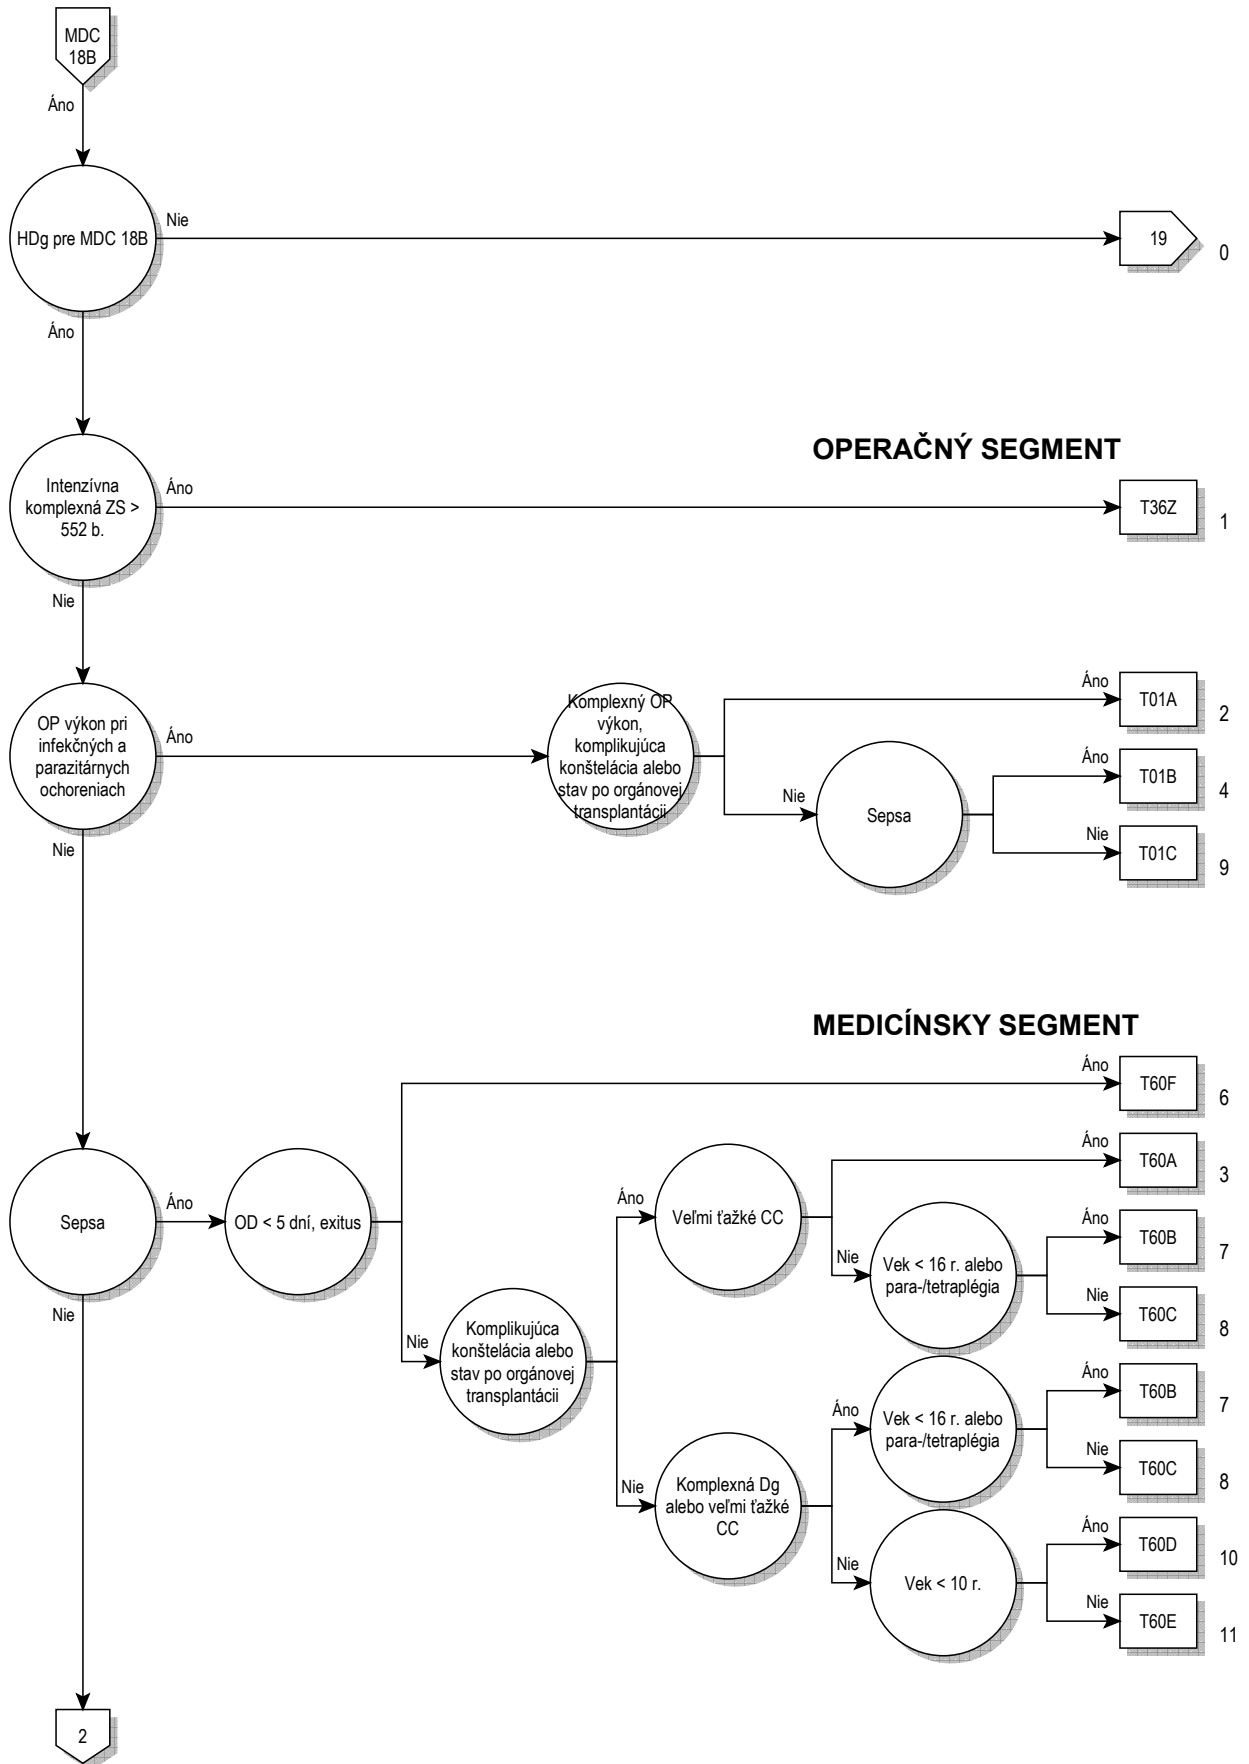 MDC
18B
Áno
HDg pre MDC 18B
Nie
19
0
Áno
OPERAČNÝ SEGMENT
Intenzívna
komplexná ZS >
552 b.
Áno
T36Z
1
Nie
OP výkon pri
infekčných a
parazitárnych
ochoreniach
Áno
Komplexný OP
výkon,
komplikujúca
konštelácia alebo
stav po orgánovej
transplantácii
Áno
T01A
2
Nie
Sepsa
Áno
T01B
4
Nie
T01C
9
Nie
MEDICÍNSKY SEGMENT
Áno
T60F
6
Sepsa
Áno
OD < 5 dní, exitus
Nie
Komplikujúca
konštelácia alebo
stav po orgánovej
transplantácii
Áno
Veľmi ťažké CC
Áno
T60A
3
Nie
Vek < 16 r. alebo
para-/tetraplégia
Áno
T60B
7
Nie
T60C
8
Nie
Komplexná Dg
alebo veľmi ťažké
CC
Áno
Vek < 16 r. alebo
para-/tetraplégia
Áno
T60B
7
Nie
T60C
8
Nie
Vek < 10 r.
Áno
T60D
10
Nie
T60E
11
Nie
2